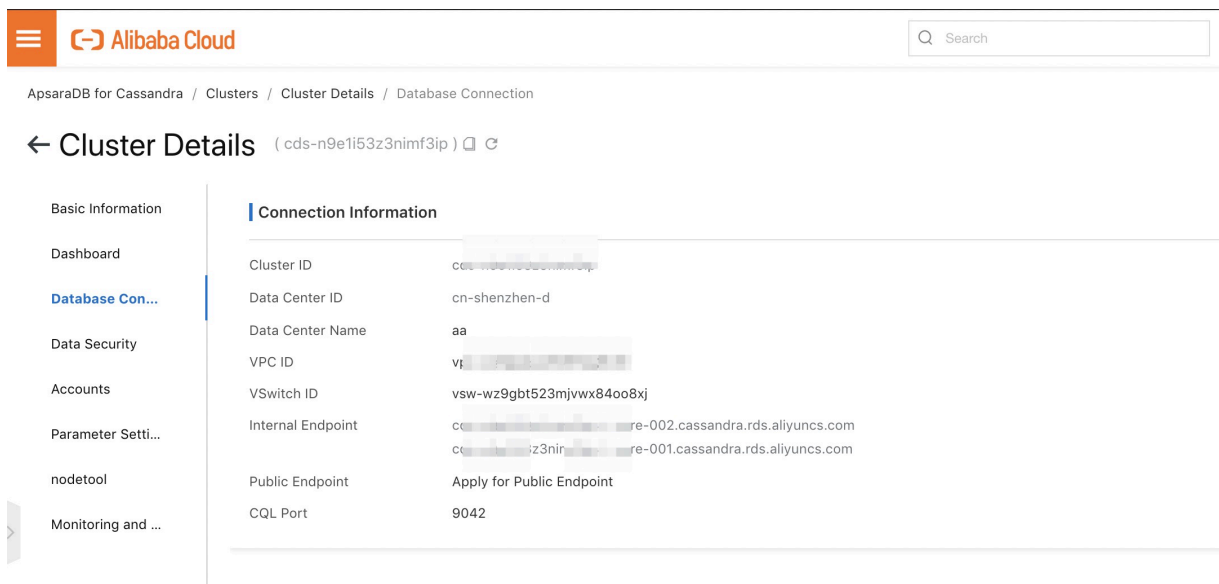 Alibaba Cloud
Search
ApsaraDB for Cassandra / Clusters / Cluster Details / Database Connection
Cluster Details ( cds-n9e1i53z3nimf3ip )
Basic Information
Dashboard
Database Con...
Data Security
Accounts
Parameter Setti...
nodetool
Monitoring and ...
Connection Information
Cluster ID
Data Center ID cn-shenzhen-d
Data Center Name aa
VPC ID
VSwitch ID vsw-wz9gbt523mjvwx84oo8xj
Internal Endpoint re-002.cassandra.rds.aliyuncs.com
re-001.cassandra.rds.aliyuncs.com
Public Endpoint Apply for Public Endpoint
CQL Port 9042